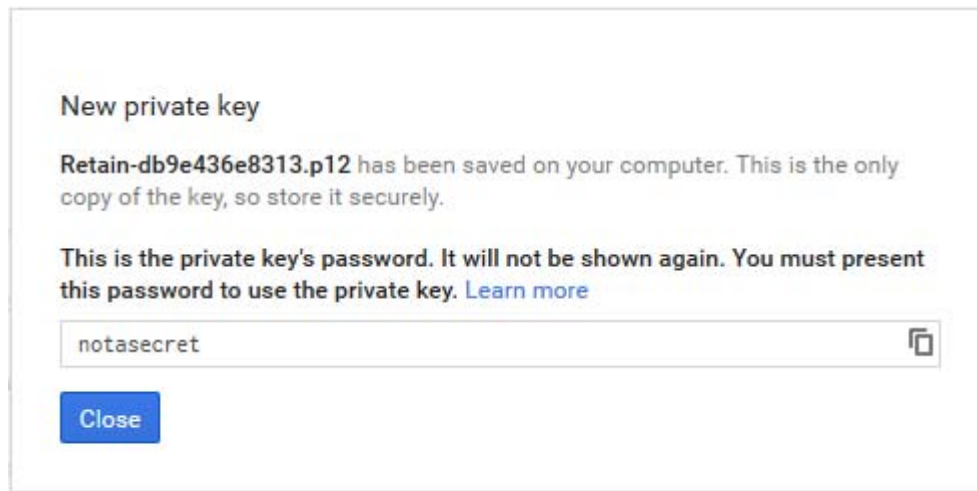 New private key
Retain-db9e436e8313.p12 has been saved on your computer. This is the only
copy of the key, so store it securely.
This is the private key's password. It will not be shown again. You must present
this password to use the private key. Learn more
notasecret
Close